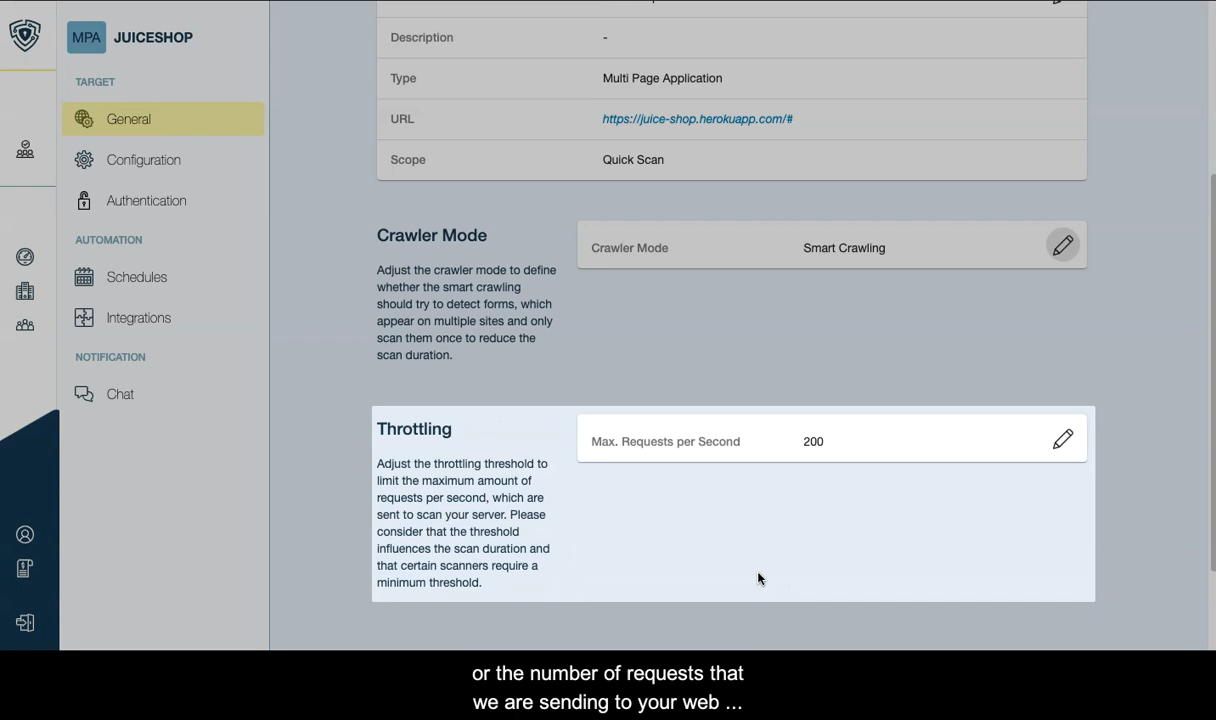 MPA JUICESHOP
TARGET
General
Configuration
Authentication
AUTOMATION
Schedules
Integrations
NOTIFICATION
Chat
Description -
Type Multi Page Application
URL https://juice-shop.herokuapp.com/#
Scope Quick Scan
Crawler Mode
Adjust the crawler mode to define
whether the smart crawling
should try to detect forms, which
appear on multiple sites and only
scan them once to reduce the
scan duration.
Crawler Mode Smart Crawling
Throttling
Adjust the throttling threshold to
limit the maximum amount of
requests per second, which are
sent to scan your server. Please
consider that the threshold
influences the scan duration and
that certain scanners require a
minimum threshold.
Max. Requests per Second 200
or the number of requests that
we are sending to your web ...